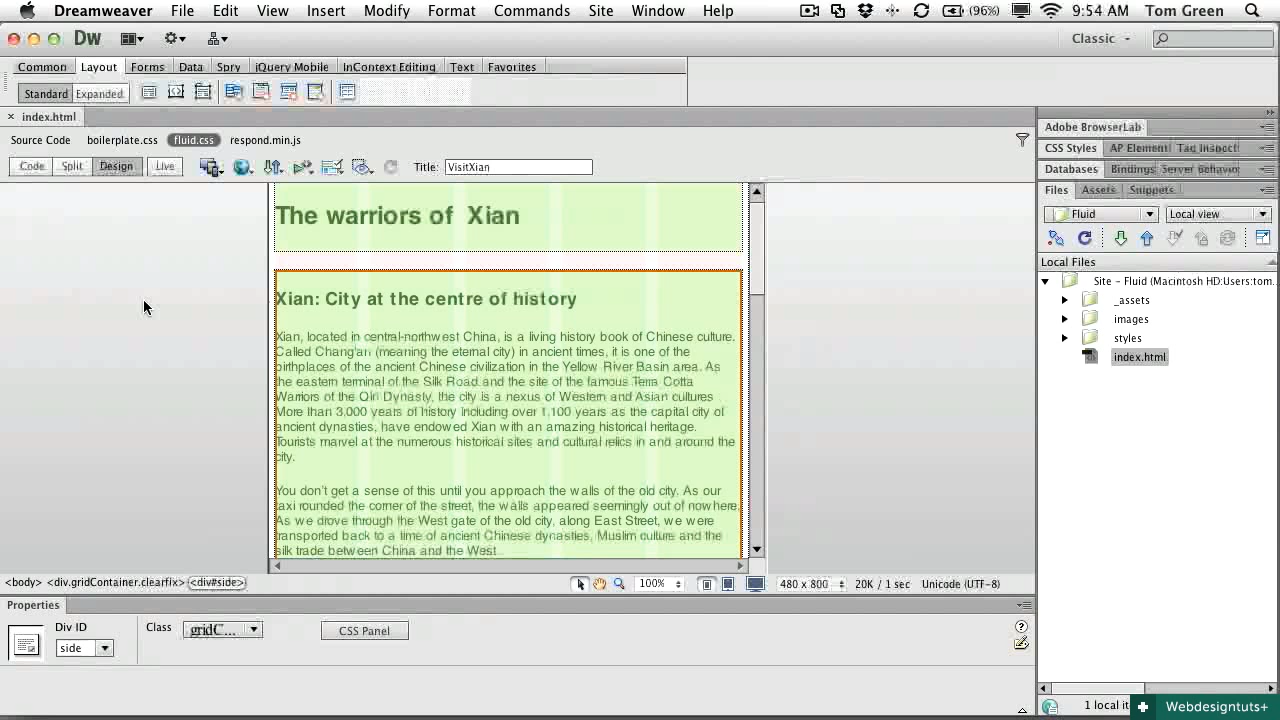 Dreamweaver File Edit View Insert Modify Format Commands Site Window Help (96%) 9:54 AM Tom Green
Dw Classic
Common Layout Forms Data Spry jQuery Mobile InContext Editing Text Favorites
Standard Expanded
index.html
Source Code boilerplate.css fluid.css respond.min.js
Code Split Design Live Title: VisitXian
The warriors of Xian
Xian: City at the centre of history
Xian, located in central-northwest China, is a living history book of Chinese culture.
Called Chang'an (meaning the eternal city) in ancient times, it is one of the
birthplaces of the ancient Chinese civilization in the Yellow River Basin area. As
the eastern terminal of the Silk Road and the site of the famous Terra Cotta
Warriors of the Qin Dynasty, the city is a nexus of Western and Asian cultures
More than 3,000 years of history including over 1,100 years as the capital city of
ancient dynasties, have endowed Xian with an amazing historical heritage.
Tourists marvel at the numerous historical sites and cultural relics in and around the
city.
You don't get a sense of this until you approach the walls of the old city. As our
taxi rounded the corner of the street, the walls appeared seemingly out of nowhere.
As we drove through the West gate of the old city, along East Street, we were
transported back to a time of ancient Chinese dynasties, Muslim culture and the
silk trade between China and the West.
<body> <div.gridContainer.clearfix> <div#side> 100% 480 x 800 20K / 1 sec Unicode (UTF-8)
Properties
Div ID Class gridC... CSS Panel
side
Adobe BrowserLab
CSS Styles AP Element Tag Inspect
Databases Bindings Server Behavior
Files Assets Snippets
Fluid Local view
Local Files
Site - Fluid (Macintosh HD:Users:tom...
_assets
images
styles
index.html
1 local it
Webdesigntuts+